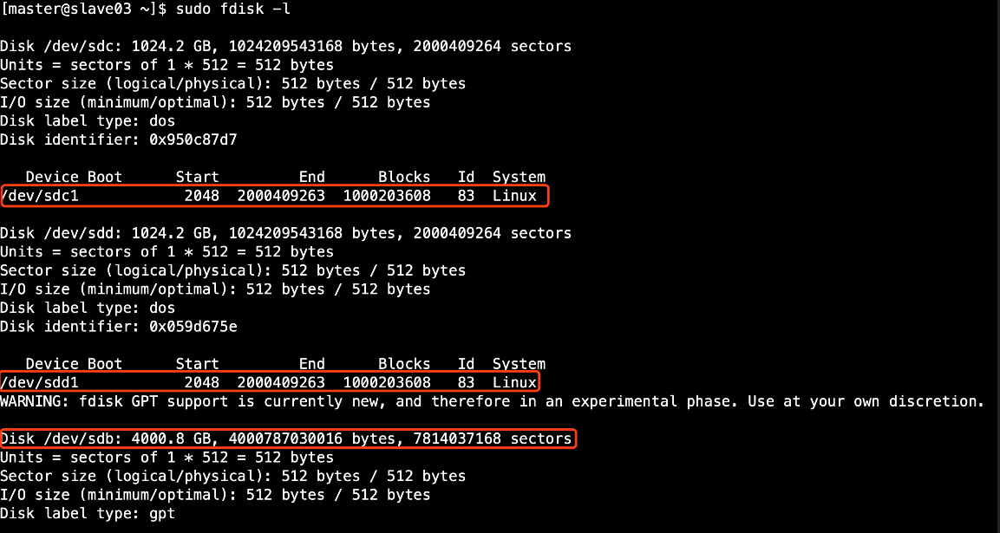 [master@slave03 ~]$ sudo fdisk -l
Disk /dev/sdc: 1024.2 GB, 1024209543168 bytes, 2000409264 sectors
Units = sectors of 1 * 512 = 512 bytes
Sector size (logical/physical): 512 bytes / 512 bytes
I/O size (minimum/optimal): 512 bytes / 512 bytes
Disk label type: dos
Disk identifier: 0x950c87d7
   Device Boot      Start         End      Blocks   Id  System
/dev/sdc1            2048  2000409263  1000203608   83  Linux
Disk /dev/sdd: 1024.2 GB, 1024209543168 bytes, 2000409264 sectors
Units = sectors of 1 * 512 = 512 bytes
Sector size (logical/physical): 512 bytes / 512 bytes
I/O size (minimum/optimal): 512 bytes / 512 bytes
Disk label type: dos
Disk identifier: 0x059d675e
   Device Boot      Start         End      Blocks   Id  System
/dev/sdd1            2048  2000409263  1000203608   83  Linux
WARNING: fdisk GPT support is currently new, and therefore in an experimental phase. Use at your own discretion.
Disk /dev/sdb: 4000.8 GB, 4000787030016 bytes, 7814037168 sectors
Units = sectors of 1 * 512 = 512 bytes
Sector size (logical/physical): 512 bytes / 512 bytes
I/O size (minimum/optimal): 512 bytes / 512 bytes
Disk label type: gpt